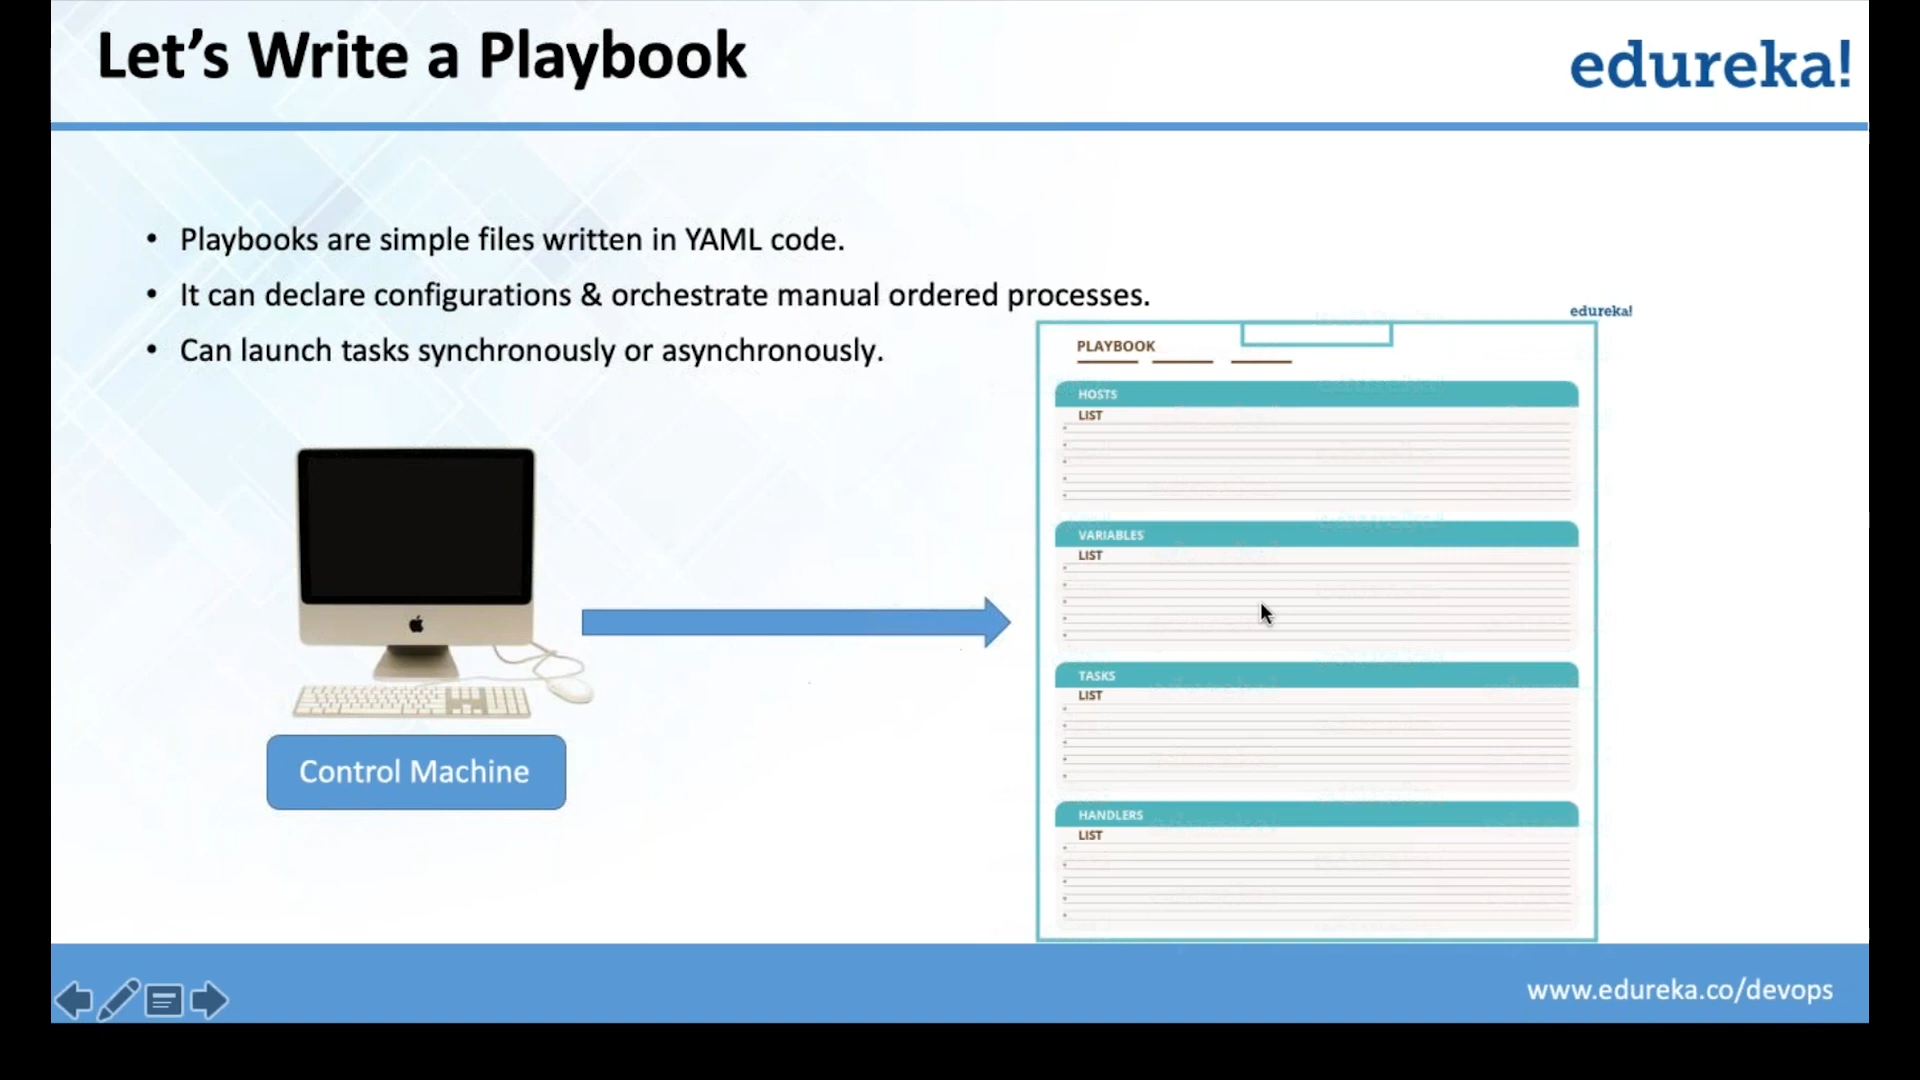 Let's Write a Playbook
edureka!
• Playbooks are simple files written in YAML code.
• It can declare configurations & orchestrate manual ordered processes.
• Can launch tasks synchronously or asynchronously.
edureka!
PLAYBOOK
HOSTS
LIST
VARIABLES
LIST
TASKS
LIST
HANDLERS
LIST
Control Machine
www.edureka.co/devops